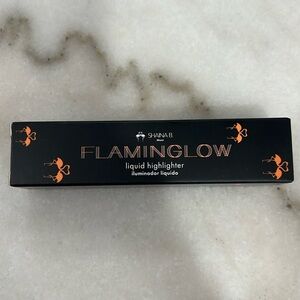 SHAINA B.
FLAMINGLOW
liquid highlighter
iluminador líquido